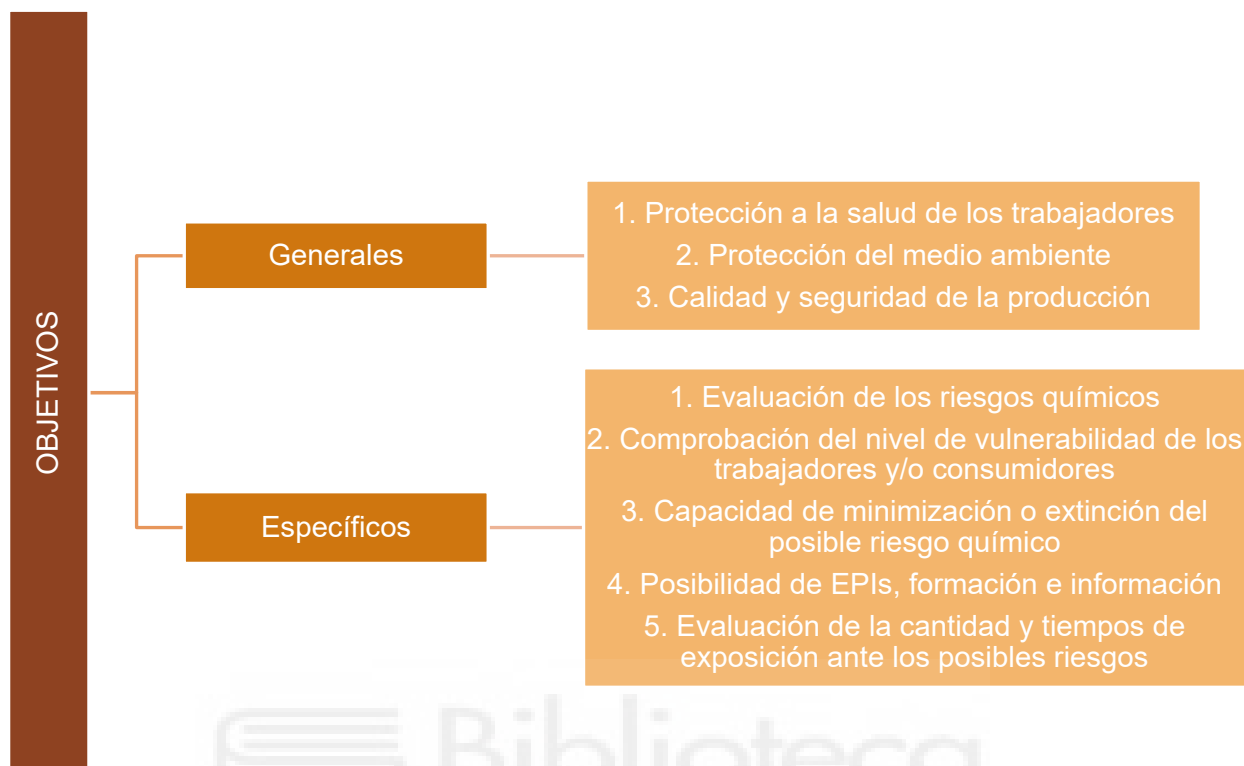 OBJETIVOS
Generales
1. Protección a la salud de los trabajadores
2. Protección del medio ambiente
3. Calidad y seguridad de la producción
Específicos
1. Evaluación de los riesgos químicos
2. Comprobación del nivel de vulnerabilidad de los
trabajadores y/o consumidores
3. Capacidad de minimización o extinción del
posible riesgo químico
4. Posibilidad de EPIs, formación e información
5. Evaluación de la cantidad y tiempos de
exposición ante los posibles riesgos
Biblioteca